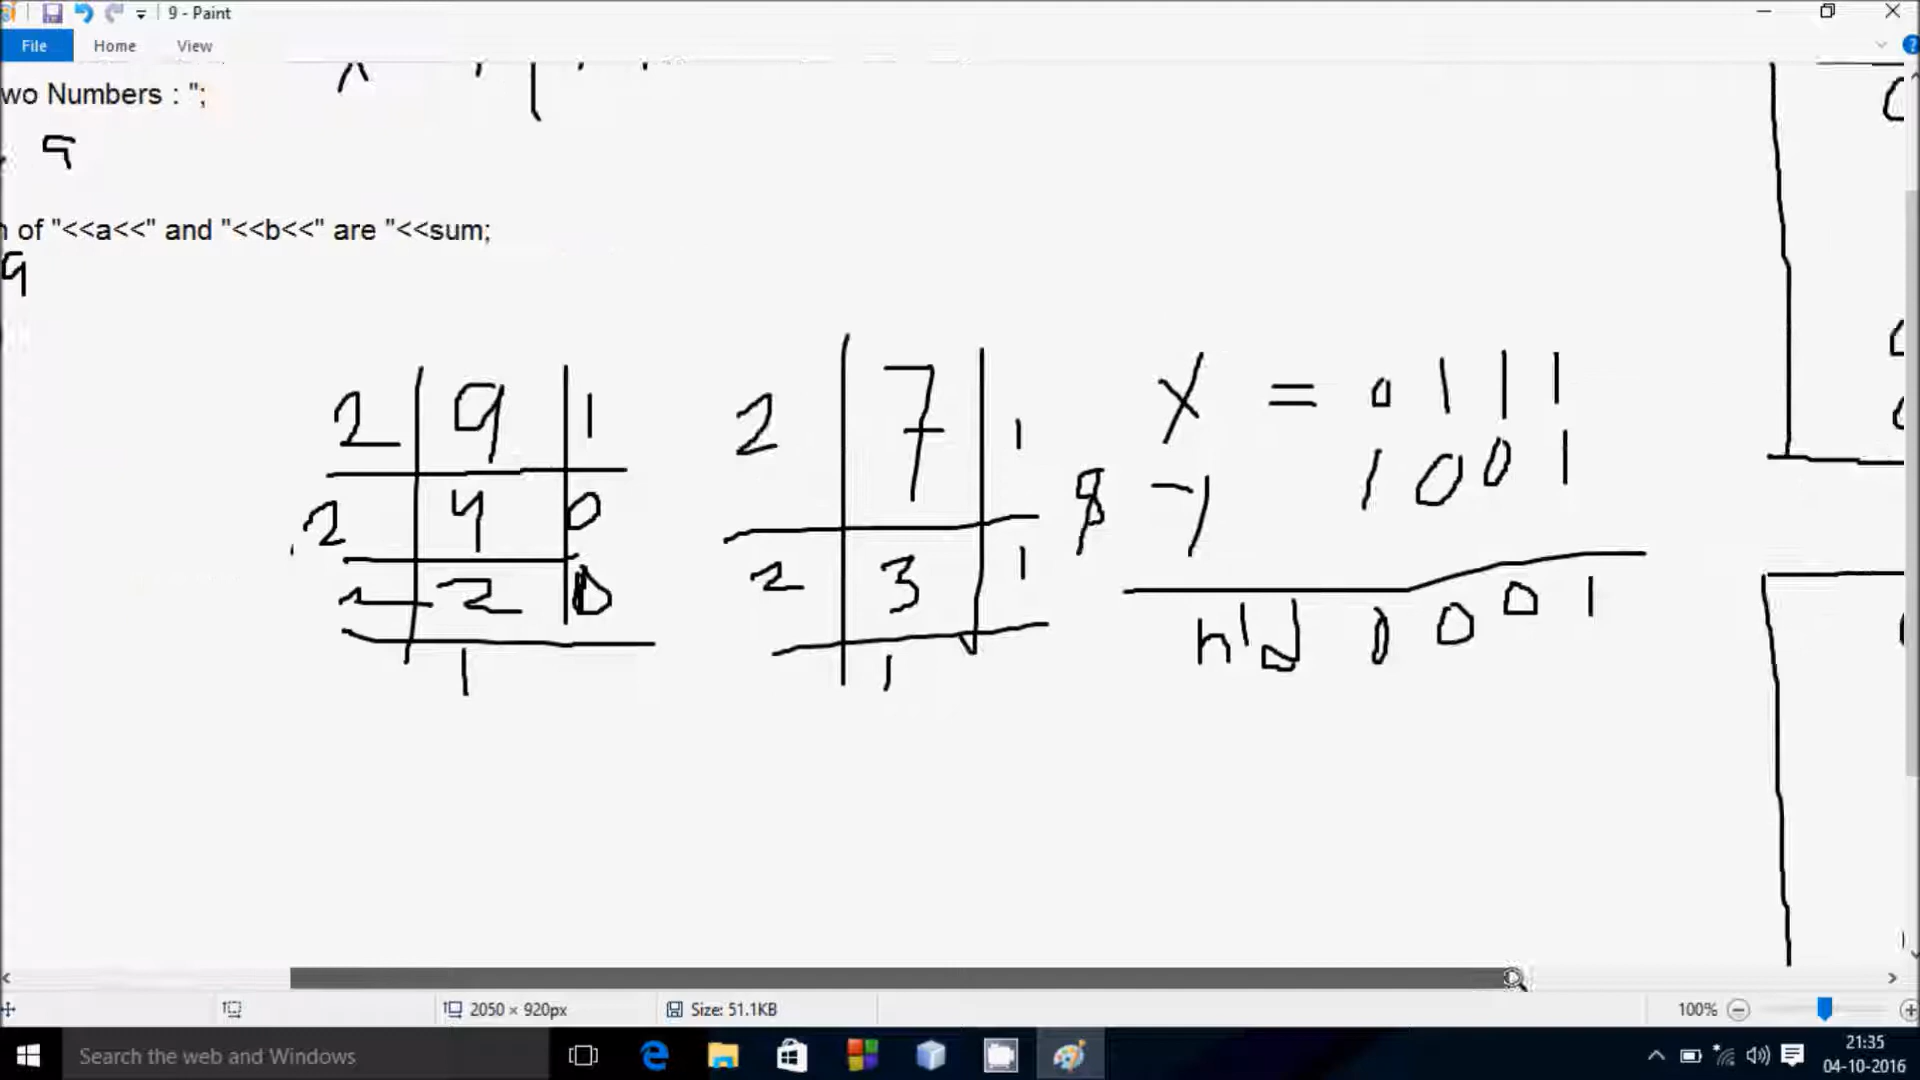 9 - Paint
File Home View
wo Numbers : ";
9
n of "<<a<<" and "<<b<<" are "<<sum;
9
2 9 1
2 4 0
2 0
1
2 7 1
2 3 1
1
X = 0 1 1 1
& Y 1 0 0 1
0 0 0 1
2050 × 920px
Size: 51.1KB
100%
Search the web and Windows
21:35
04-10-2016